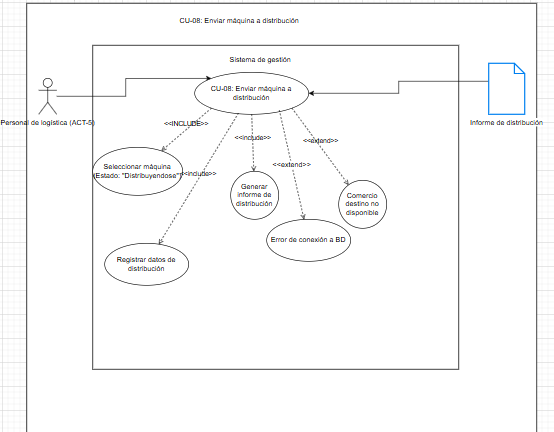 CU-08: Enviar máquina a distribución
Sistema de gestión
CU-08: Enviar máquina a
distribución
Personal de logística (ACT-5)
Informe de distribución
<<INCLUDE>>
<<include>>
<<extend>>
<<extend>>
<<include>>
Seleccionar máquina
(Estado: "Distribuyendose")
Generar
informe de
distribución
Comercio
destino no
disponible
Error de conexión a BD
Registrar datos de
distribución